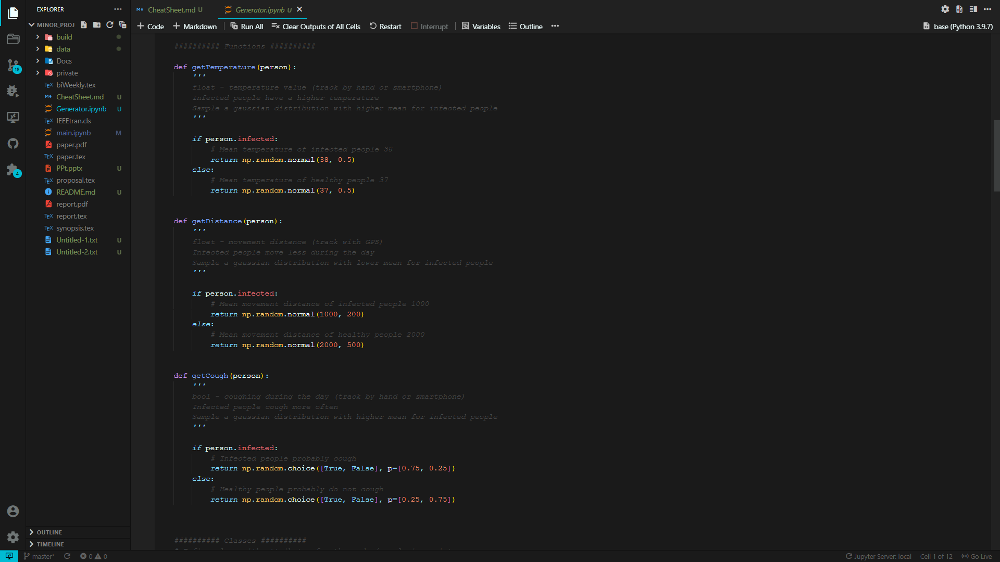 EXPLORER
MINOR_PROJ
build
data
Docs
private
biWeekly.tex
CheatSheet.md U
Generator.ipynb U
IEEEtran.cls
main.ipynb M
paper.pdf
paper.tex
PPt.pptx U
proposal.tex
README.md U
report.pdf
report.tex
synopsis.tex
Untitled-1.txt U
Untitled-2.txt U
OUTLINE
TIMELINE
18
4
CheatSheet.md U
Generator.ipynb U
Code Markdown Run All Clear Outputs of All Cells Restart Interrupt Variables Outline base (Python 3.9.7)
########## Functions ##########
def getTemperature(person):
'''
float - temperature value (track by hand or smartphone)
Infected people have a higher temperature
Sample a gaussian distribution with higher mean for infected people
'''
if person.infected:
# Mean temperature of infected people 38
return np.random.normal(38, 0.5)
else:
# Mean temperature of healthy people 37
return np.random.normal(37, 0.5)
def getDistance(person):
'''
float - movement distance (track with GPS)
Infected people move less during the day
Sample a gaussian distribution with lower mean for infected people
'''
if person.infected:
# Mean movement distance of infected people 1000
return np.random.normal(1000, 200)
else:
# Mean movement distance of healthy people 2000
return np.random.normal(2000, 500)
def getCough(person):
'''
bool - coughing during the day (track by hand or smartphone)
Infected people cough more often
Sample a gaussian distribution with higher mean for infected people
'''
if person.infected:
# Infected people probably cough
return np.random.choice([True, False], p=[0.75, 0.25])
else:
# Healthy people probably do not cough
return np.random.choice([True, False], p=[0.25, 0.75])
########## Classes ##########
master* 0 0 Jupyter Server: local Cell 1 of 12 Go Live